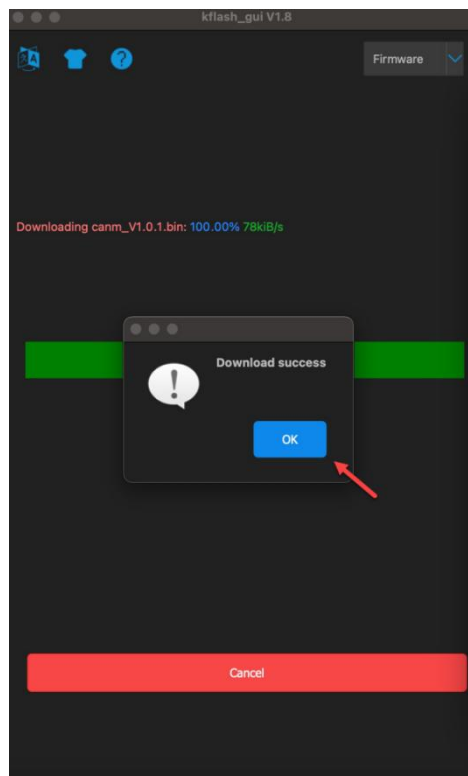 kflash_gui V1.8
Firmware
Downloading canm_V1.0.1.bin: 100.00% 78kiB/s
Download success
OK
Cancel